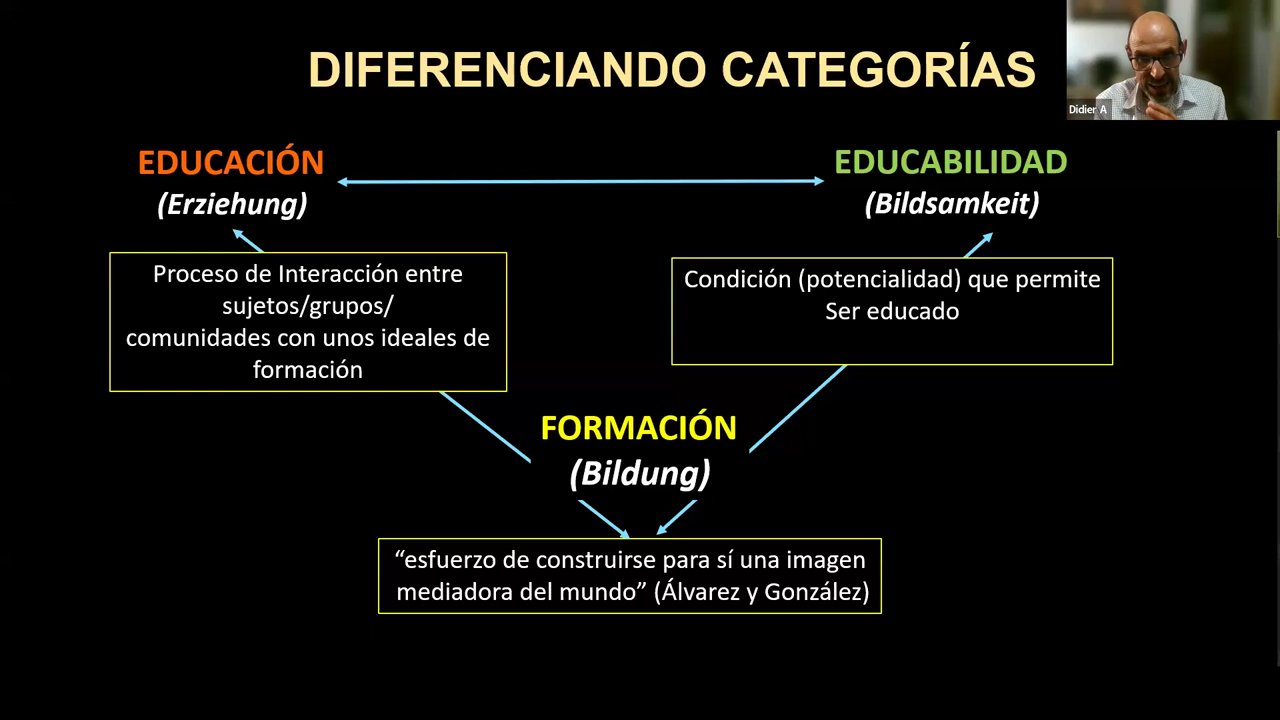 DIFERENCIANDO CATEGORÍAS
Didier A
EDUCACIÓN
(Erziehung)
EDUCABILIDAD
(Bildsamkeit)
Proceso de Interacción entre
sujetos/grupos/
comunidades con unos ideales de
formación
Condición (potencialidad) que permite
Ser educado
FORMACIÓN
(Bildung)
“esfuerzo de construirse para sí una imagen
mediadora del mundo” (Álvarez y González)